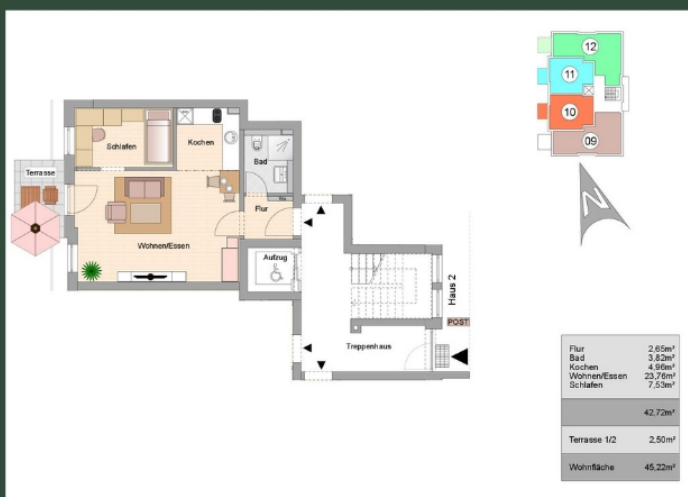 12
11
10
09
N
Schlafen
Kochen
Bad
Terrasse
Flur
Wohnen/Essen
Aufzug
Haus 2
POST
Treppenhaus
Flur 2,65m²
Bad 3,82m²
Kochen 4,96m²
Wohnen/Essen 23,76m²
Schlafen 7,53m²
42,72m²
Terrasse 1/2 2,50m²
Wohnfläche 45,22m²